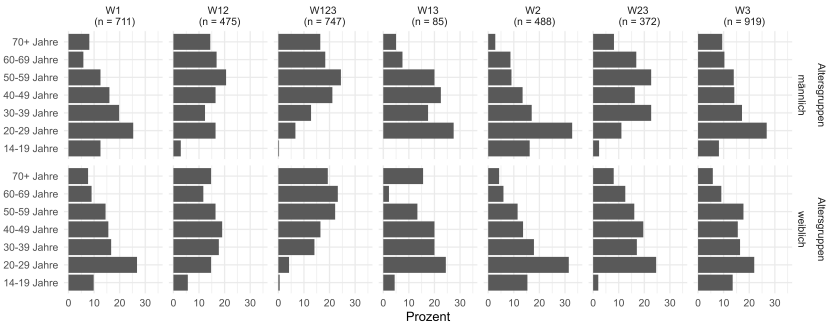 W1 W12 W123 W13 W2 W23 W3
(n = 711) (n = 475) (n = 747) (n = 85) (n = 488) (n = 372) (n = 919)
70+ Jahre
60-69 Jahre
50-59 Jahre
40-49 Jahre
30-39 Jahre
20-29 Jahre
14-19 Jahre
Altersgruppen
männlich
70+ Jahre
60-69 Jahre
50-59 Jahre
40-49 Jahre
30-39 Jahre
20-29 Jahre
14-19 Jahre
Altersgruppen
weiblich
0 10 20 30 0 10 20 30 0 10 20 30 0 10 20 30 0 10 20 30 0 10 20 30 0 10 20 30
Prozent